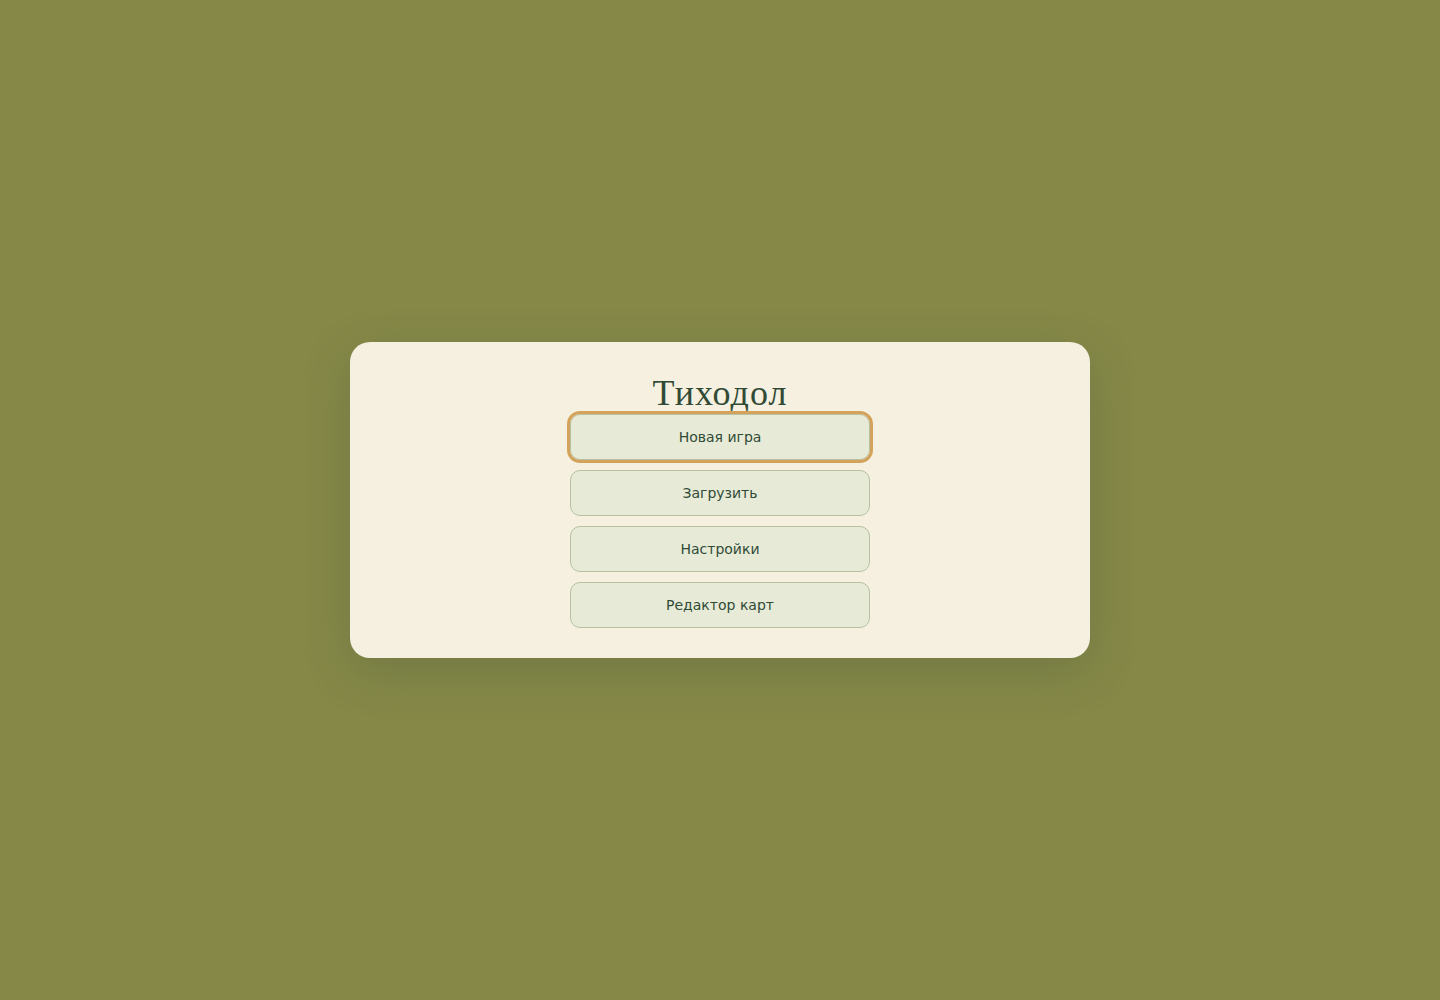 Тиходол
Новая игра
Загрузить
Настройки
Редактор карт